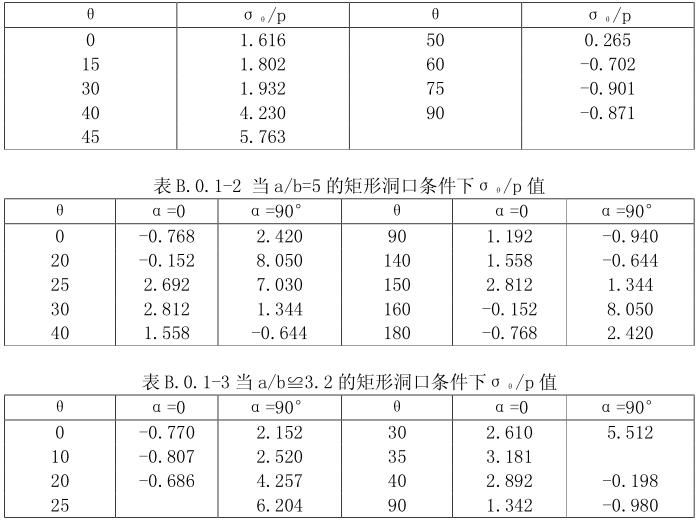 θ σθ/p θ σθ/p
0 1.616 50 0.265
15 1.802 60 -0.702
30 1.932 75 -0.901
40 4.230 90 -0.871
45 5.763
表 B.0.1-2 当 a/b=5 的矩形洞口条件下σθ/p 值
θ α=0 α=90° θ α=0 α=90°
0 -0.768 2.420 90 1.192 -0.940
20 -0.152 8.050 140 1.558 -0.644
25 2.692 7.030 150 2.812 1.344
30 2.812 1.344 160 -0.152 8.050
40 1.558 -0.644 180 -0.768 2.420
表 B.0.1-3 当 a/b≌3.2 的矩形洞口条件下σθ/p 值
θ α=0 α=90° θ α=0 α=90°
0 -0.770 2.152 30 2.610 5.512
10 -0.807 2.520 35 3.181
20 -0.686 4.257 40 2.892 -0.198
25 6.204 90 1.342 -0.980